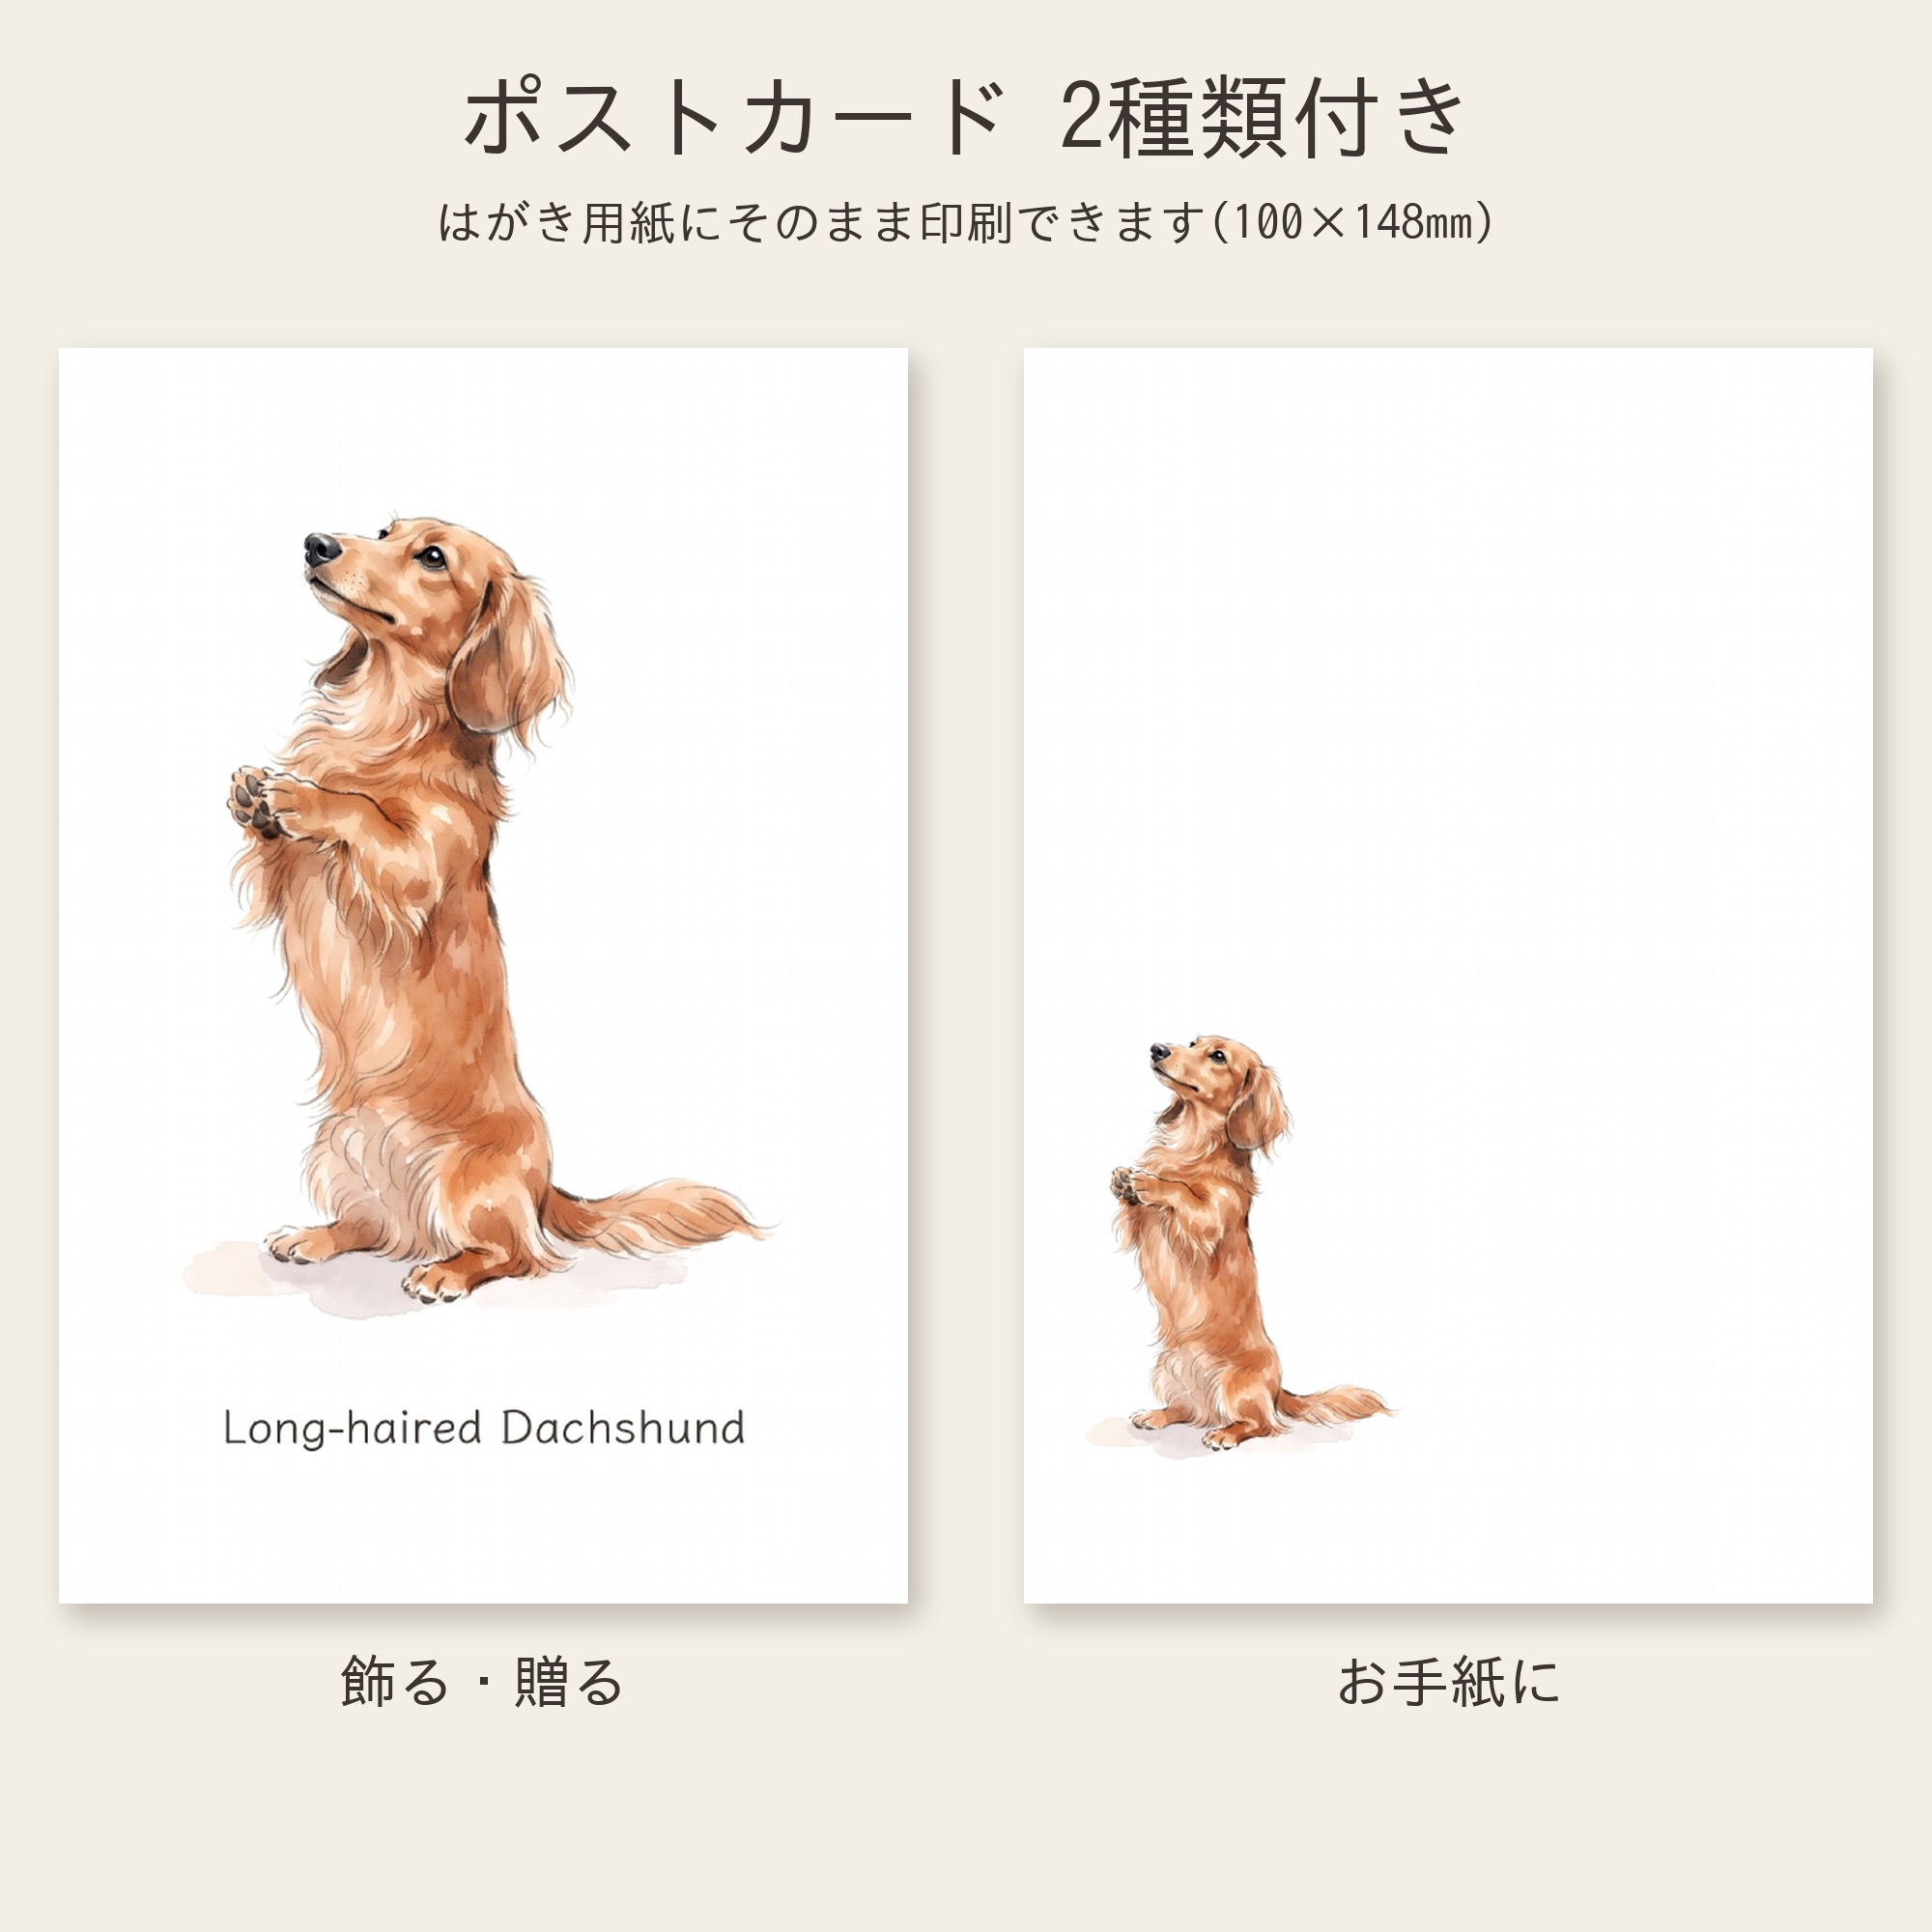 ポストカード 2種類付き
はがき用紙にそのまま印刷できます(100×148mm)
Long-haired Dachshund
飾る・贈る
お手紙に